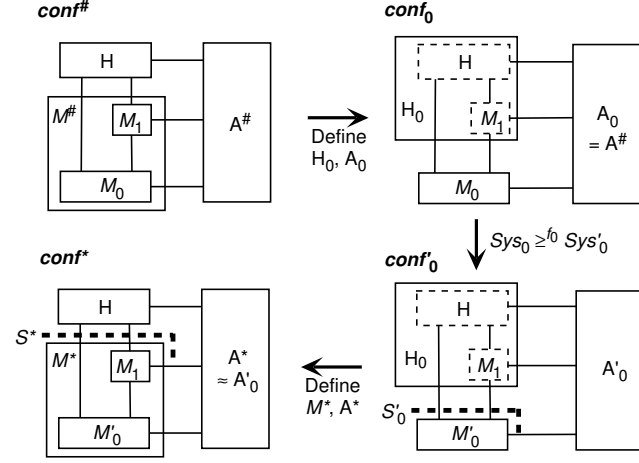 conf#
H
M#
M1
M0
A#
Define
H0, A0
conf0
H
H0
M1
M0
A0
= A#
Sys0 ≥f0 Sys'0
conf*
H
S*
M*
M1
M'0
A*
≈ A'0
Define
M*, A*
conf'0
H
H0
M1
S'0
M'0
A'0